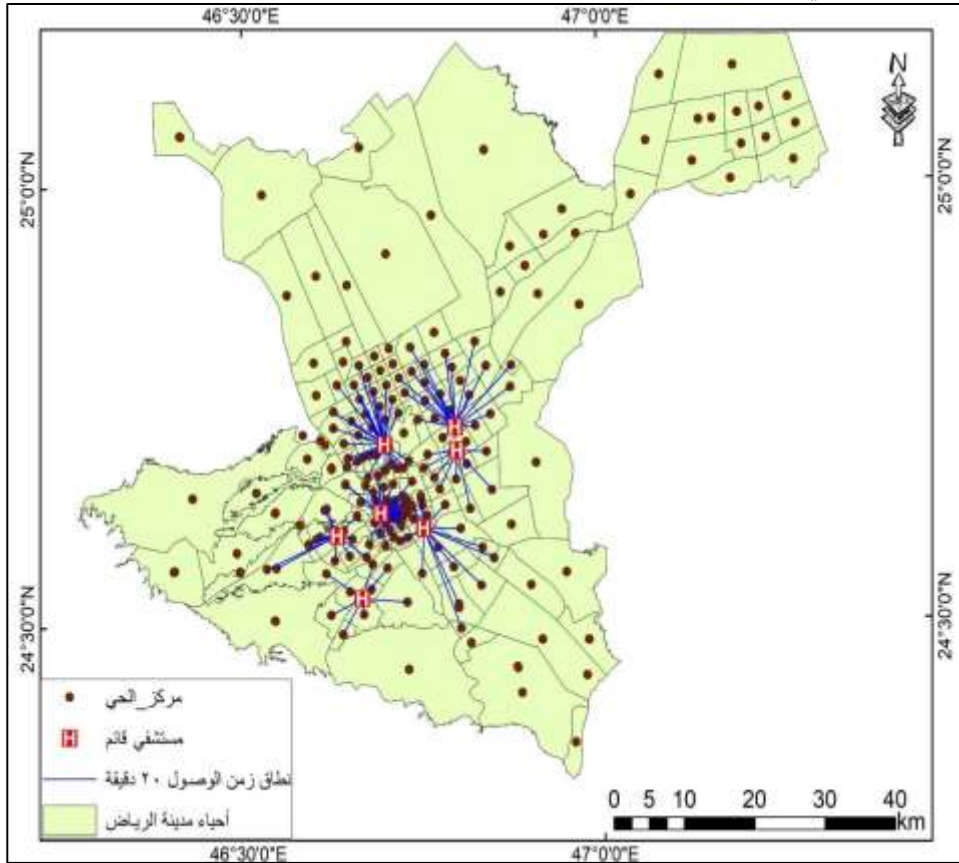 46°30'0"E 47°0'0"E
N
25°0'0"N 25°0'0"N
H
H
H
H
H
H
H
24°30'0"N 24°30'0"N
مركز_الحي
H مستشفى قائم
نطاق زمن الوصول ٢٠ دقيقة
أحياء مدينة الرياض
0 5 10 20 30 40
km
46°30'0"E 47°0'0"E